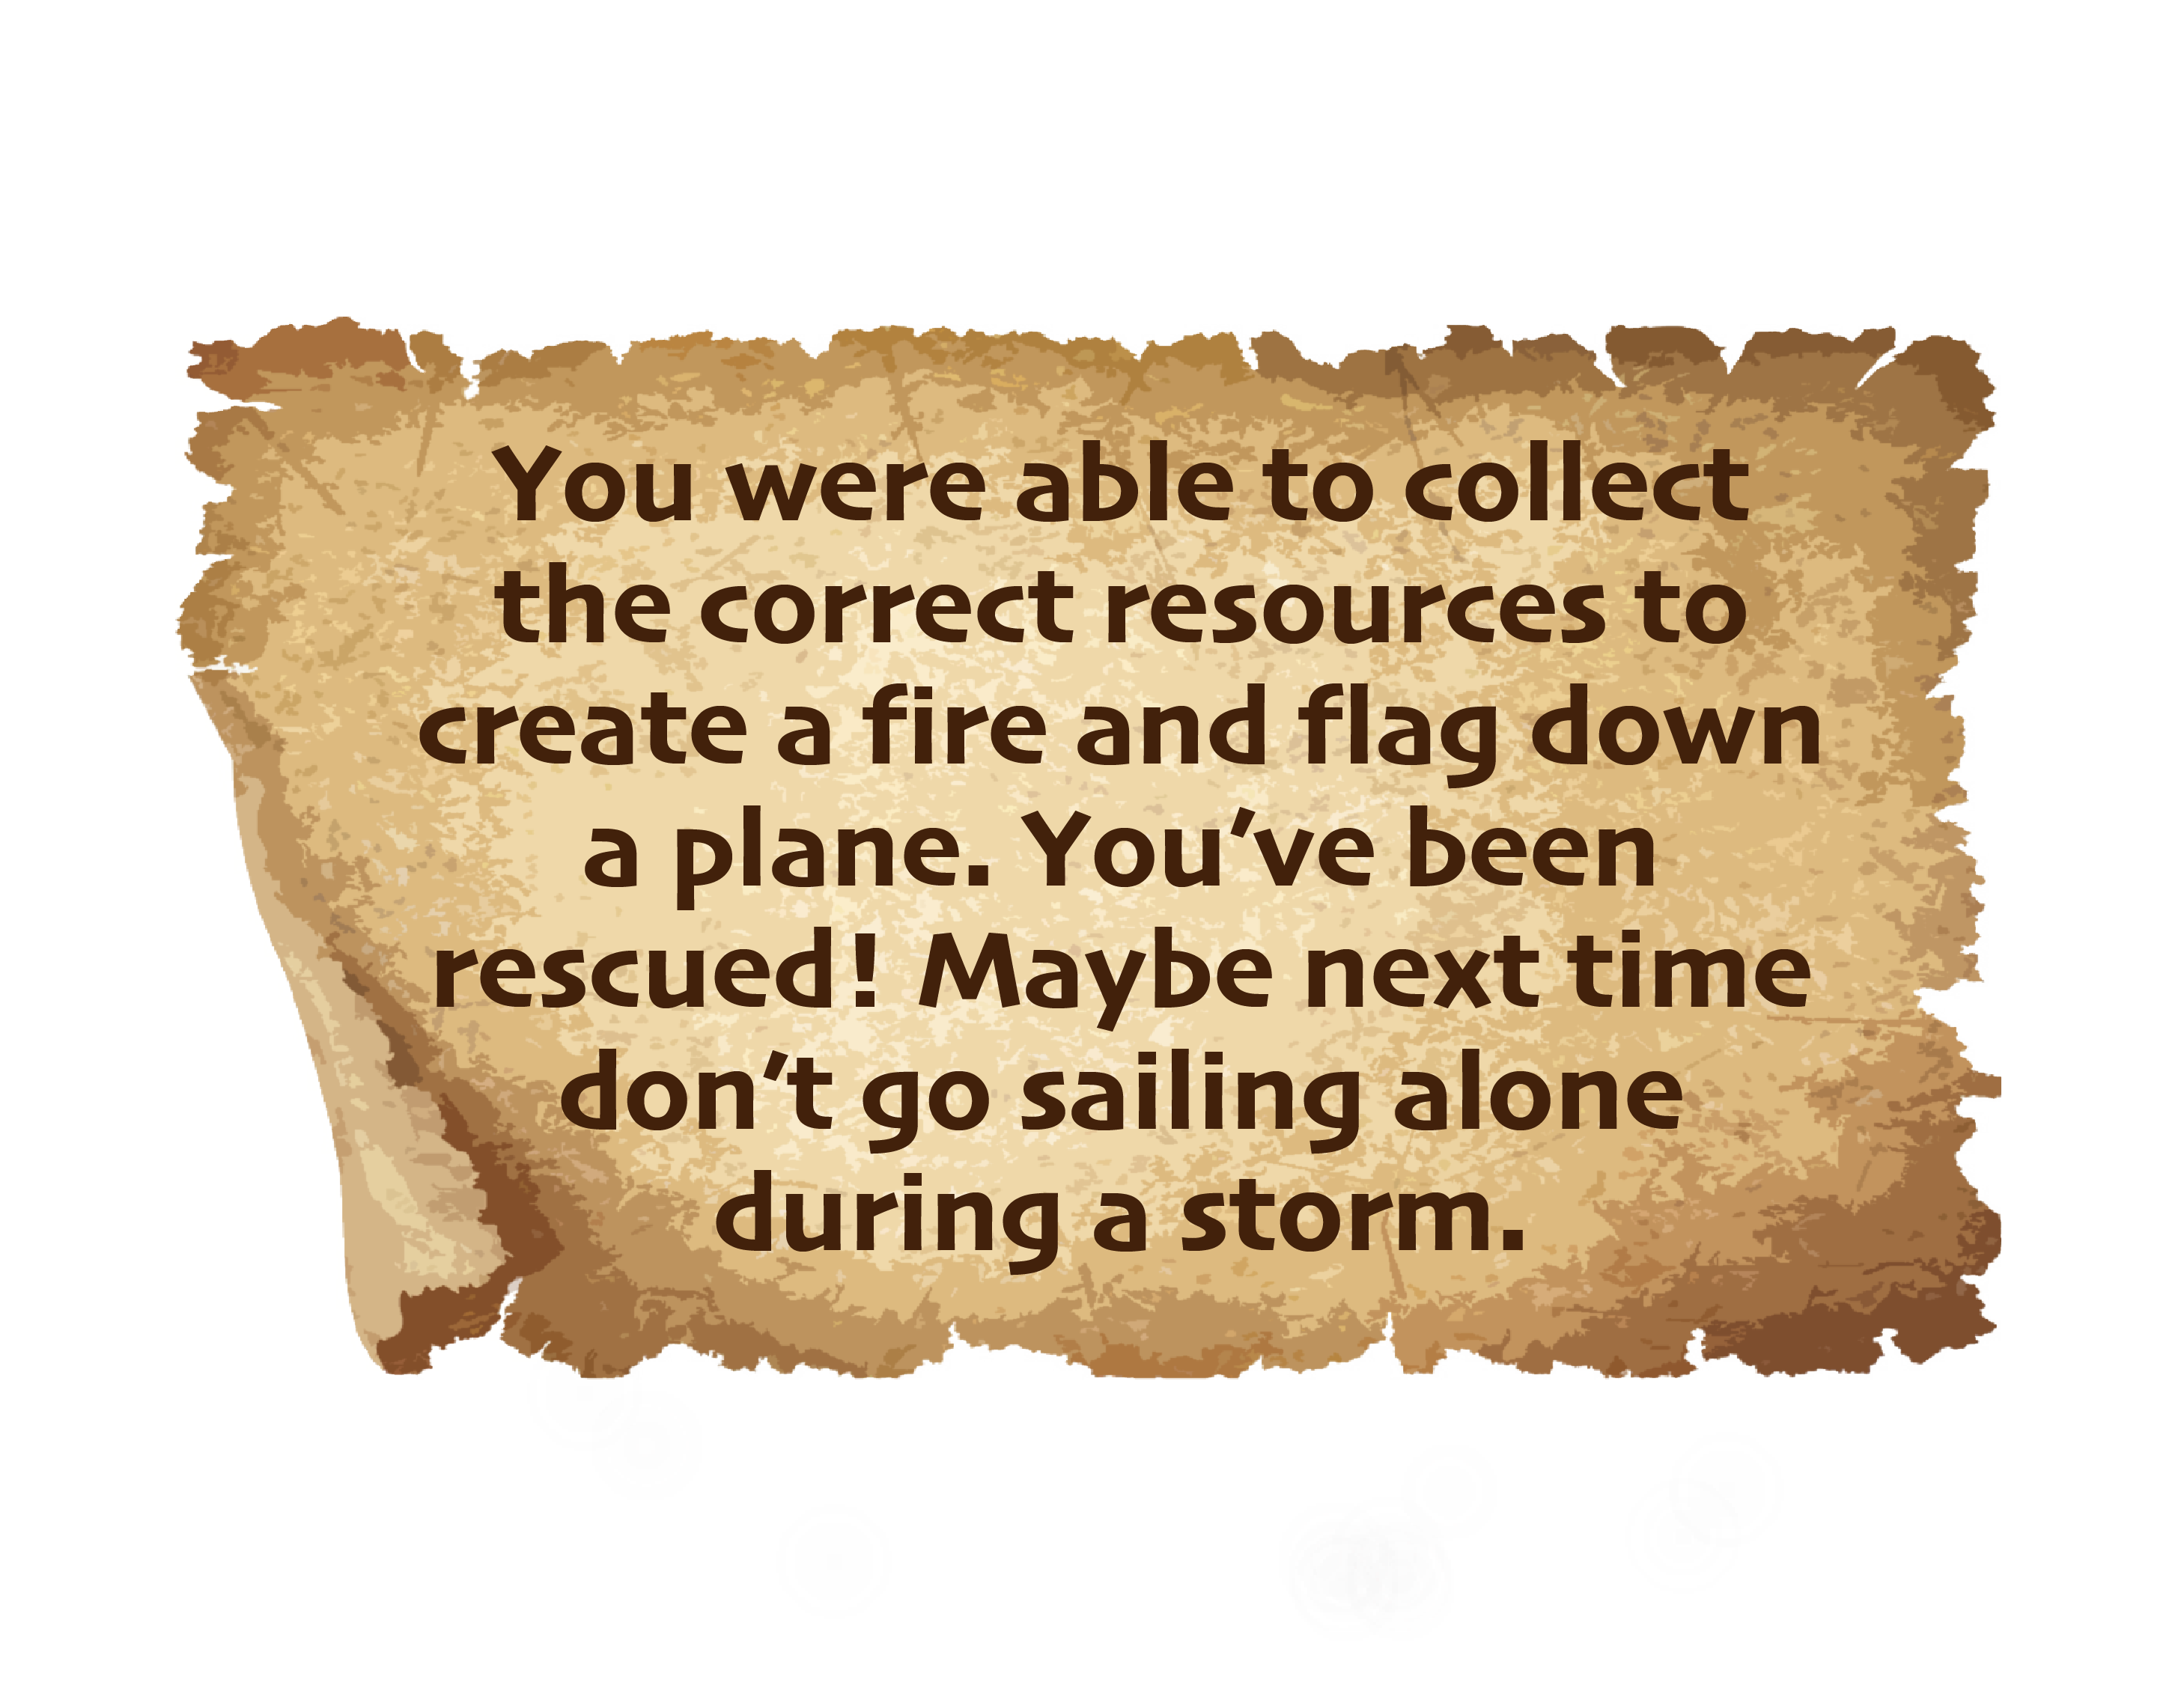 You were able to collect
the correct resources to
create a fire and flag down
a plane. You’ve been
rescued! Maybe next time
don’t go sailing alone
during a storm.